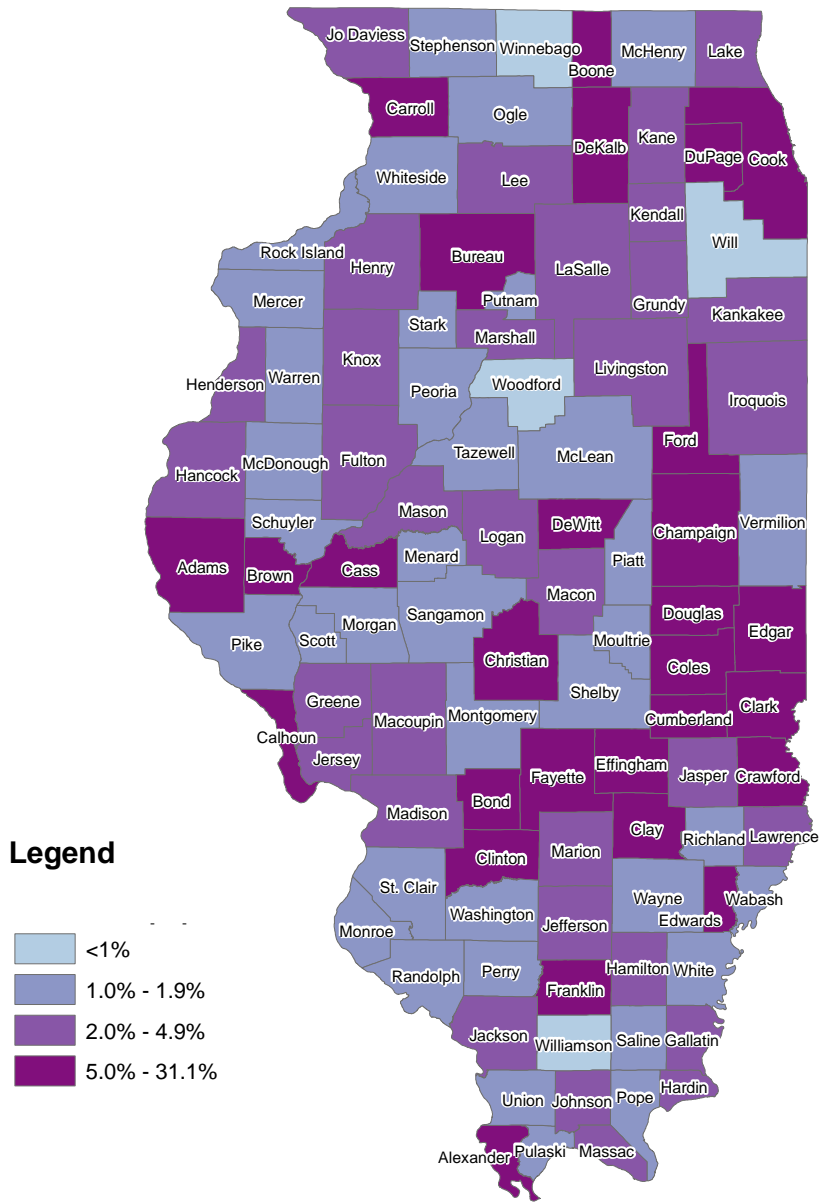 Jo Daviess
Stephenson
Winnebago
Boone
McHenry
Lake
Carroll
Ogle
DeKalb
Kane
DuPage
Cook
Whiteside
Lee
Kendall
Will
Rock Island
Henry
Bureau
LaSalle
Putnam
Grundy
Mercer
Stark
Marshall
Kankakee
Henderson
Warren
Knox
Peoria
Woodford
Livingston
Iroquois
Ford
Hancock
McDonough
Fulton
Tazewell
McLean
Schuyler
Mason
Logan
DeWitt
Champaign
Vermilion
Adams
Brown
Cass
Menard
Macon
Piatt
Pike
Scott
Morgan
Sangamon
Christian
Moultrie
Douglas
Edgar
Coles
Shelby
Calhoun
Greene
Jersey
Macoupin
Montgomery
Cumberland
Clark
Madison
Bond
Fayette
Effingham
Jasper
Crawford
Clinton
Marion
Clay
Richland
Lawrence
St. Clair
Washington
Wayne
Edwards
Wabash
Monroe
Randolph
Perry
Jefferson
Franklin
Hamilton
White
Jackson
Williamson
Saline
Gallatin
Union
Johnson
Pope
Hardin
Alexander
Pulaski
Massac
Legend
<1%
1.0% - 1.9%
2.0% - 4.9%
5.0% - 31.1%